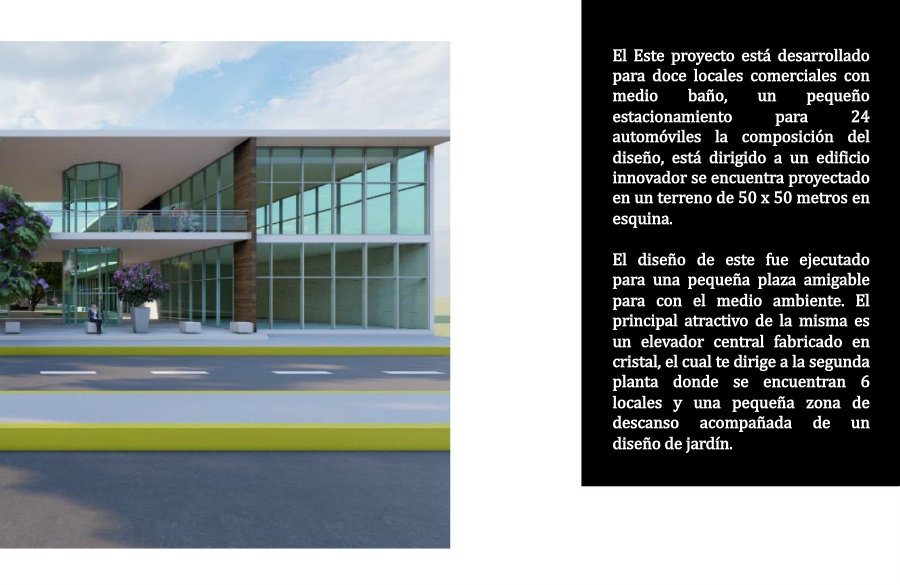 El Este proyecto está desarrollado
para doce locales comerciales con
medio baño, un pequeño
estacionamiento para 24
automóviles la composición del
diseño, está dirigido a un edificio
innovador se encuentra proyectado
en un terreno de 50 x 50 metros en
esquina.
El diseño de este fue ejecutado
para una pequeña plaza amigable
para con el medio ambiente. El
principal atractivo de la misma es
un elevador central fabricado en
cristal, el cual te dirige a la segunda
planta donde se encuentran 6
locales y una pequeña zona de
descanso acompañada de un
diseño de jardín.